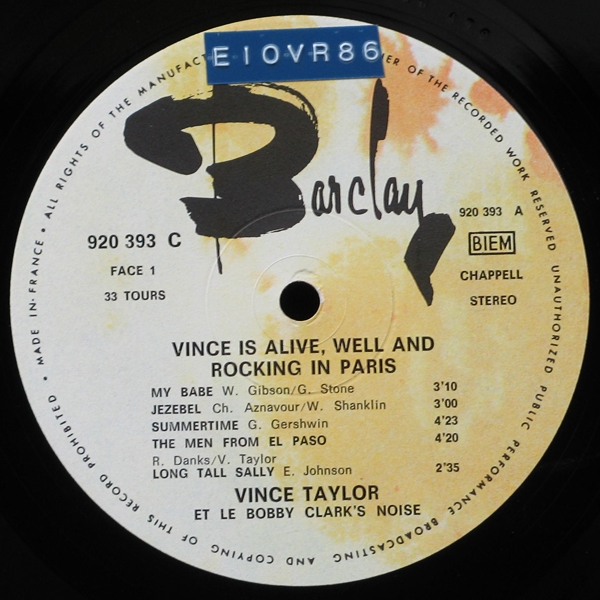 EIOVR86
MADE IN FRANCE • ALL RIGHTS OF THE MANUFACT ER OF THE RECORDED WORK RESERVED UNAUTHORIZED PUBLIC PERFORMANCE BROADCASTING AND COPYING OF THIS RECORD PROHIBITED •
Barclay
920 393 C
FACE 1
33 TOURS
920 393 A
BIEM
CHAPPELL
STEREO
VINCE IS ALIVE, WELL AND
ROCKING IN PARIS
MY BABE W. Gibson/G. Stone 3'10
JEZEBEL Ch. Aznavour/W. Shanklin 3'00
SUMMERTIME G. Gershwin 4'23
THE MEN FROM EL PASO 4'20
R. Danks/V. Taylor
LONG TALL SALLY E. Johnson 2'35
VINCE TAYLOR
ET LE BOBBY CLARK'S NOISE